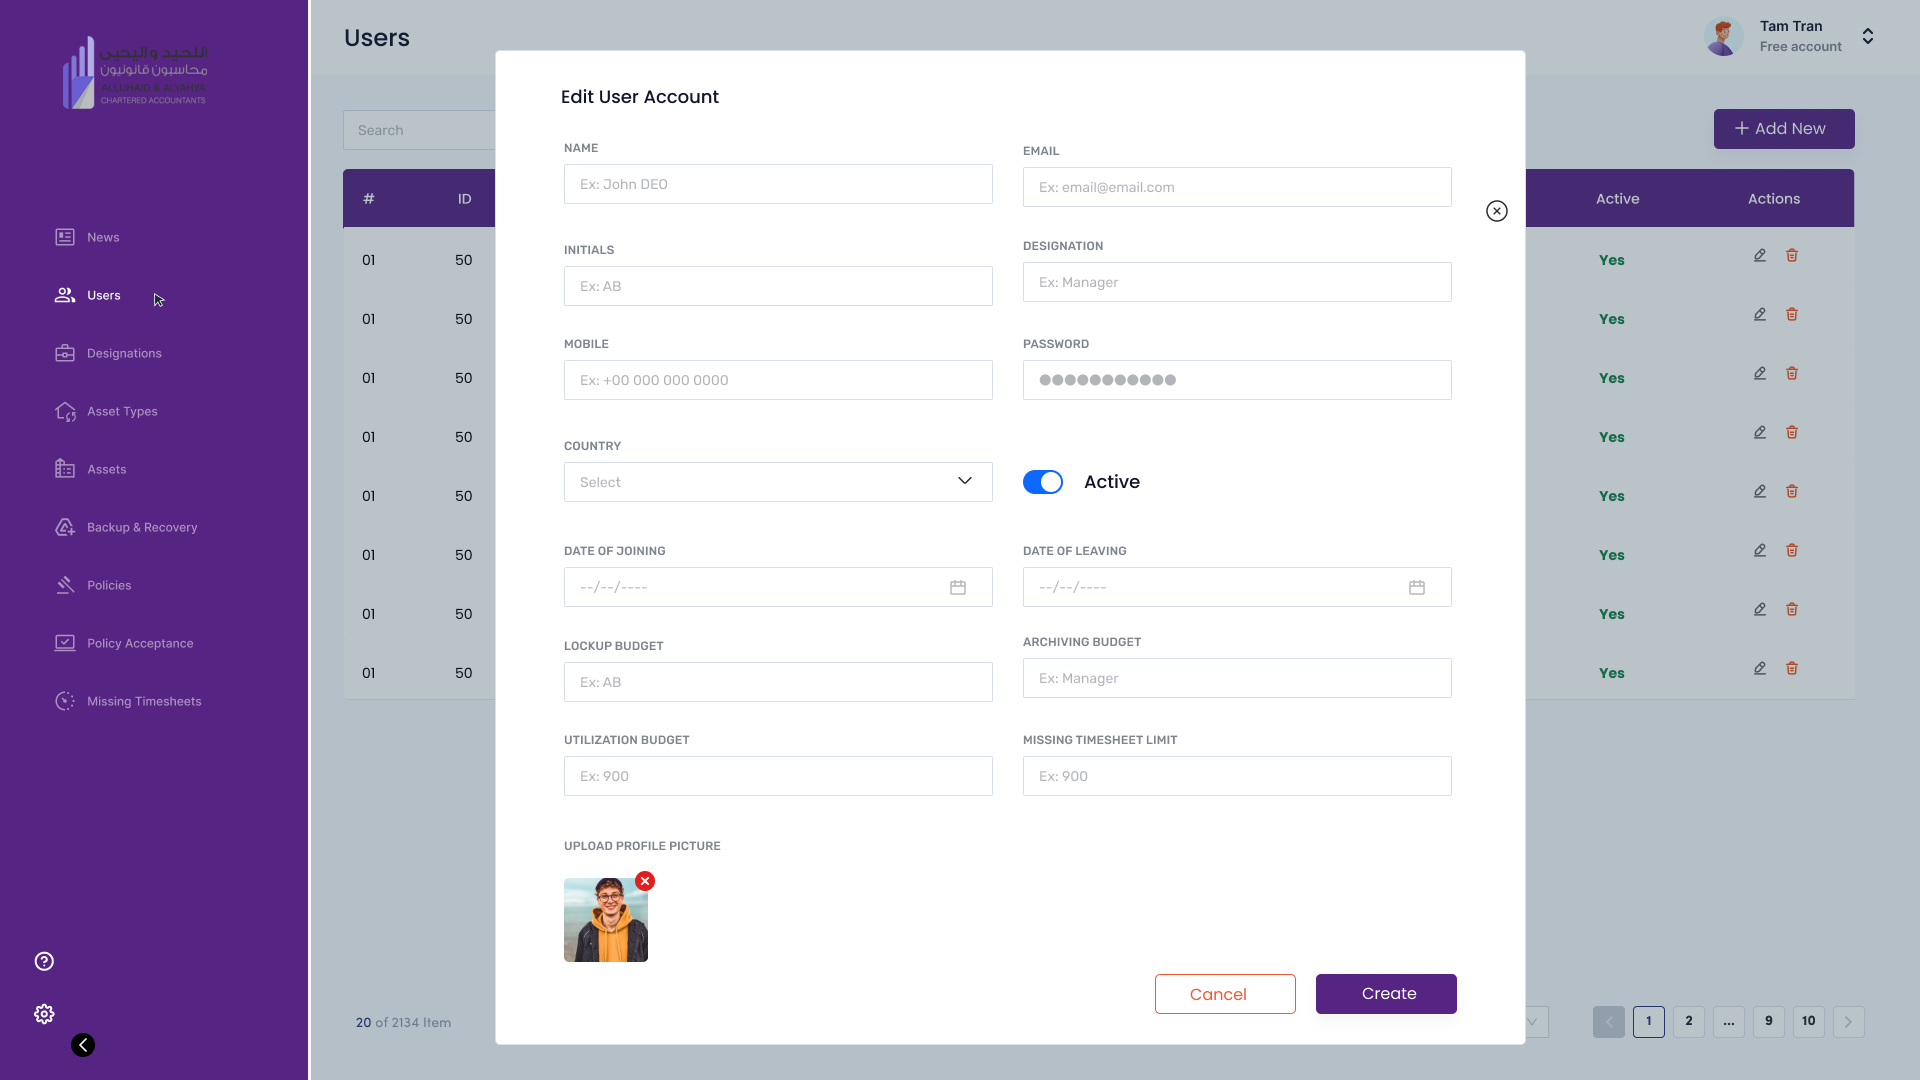 اللحيد و اليحيى
محاسبون قانونيون
ALLUHAID & ALYAHYA
CHARTERED ACCOUNTANTS
News
Users
Designations
Asset Types
Assets
Backup & Recovery
Policies
Policy Acceptance
Missing Timesheets
Users
Tam Tran
Free account
Search
+ Add New
# ID Active Actions
01 50 Yes
01 50 Yes
01 50 Yes
01 50 Yes
01 50 Yes
01 50 Yes
01 50 Yes
01 50 Yes
20 of 2134 Item
1 2 ... 9 10
Edit User Account
NAME
Ex: John DEO
EMAIL
Ex: email@email.com
INITIALS
Ex: AB
DESIGNATION
Ex: Manager
MOBILE
Ex: +00 000 000 0000
PASSWORD
●●●●●●●●●●●
COUNTRY
Select
Active
DATE OF JOINING
--/--/----
DATE OF LEAVING
--/--/----
LOCKUP BUDGET
Ex: AB
ARCHIVING BUDGET
Ex: Manager
UTILIZATION BUDGET
Ex: 900
MISSING TIMESHEET LIMIT
Ex: 900
UPLOAD PROFILE PICTURE
Cancel
Create